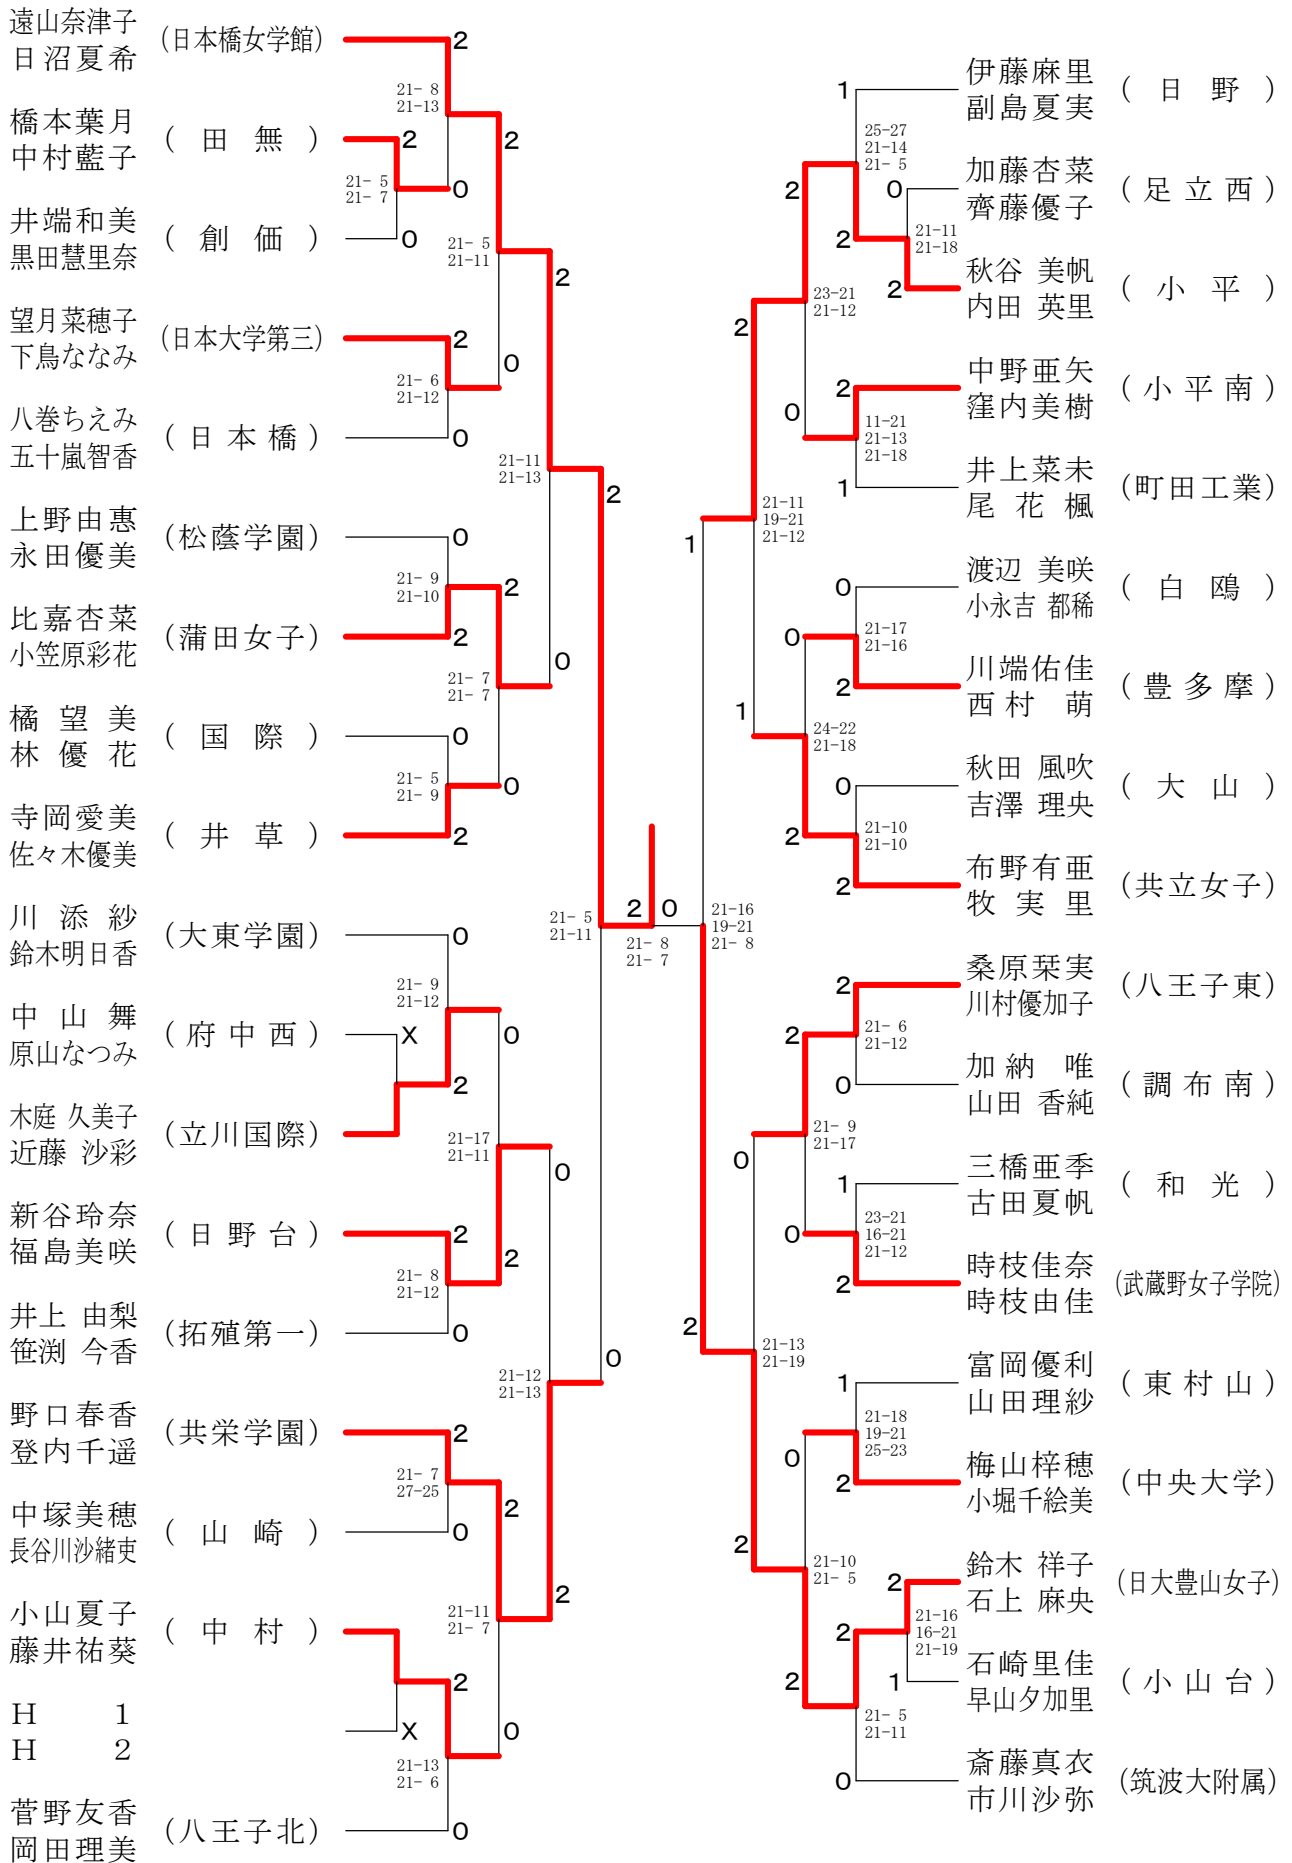 遠山奈津子
日沼夏希
(日本橋女学館)
2
21- 8
21-13
橋本葉月
中村藍子
(田無)
2
2
21- 5
21- 7
0
井端和美
黒田慧里奈
(創価)
0
21- 5
21-11
2
望月菜穂子
下鳥ななみ
(日本大学第三)
2
0
21- 6
21-12
八巻ちえみ
五十嵐智香
(日本橋)
0
21-11
21-13
2
上野由惠
永田優美
(松蔭学園)
0
21- 9
21-10
2
比嘉杏菜
小笠原彩花
(蒲田女子)
2
0
21- 7
21- 7
橘望美
林優花
(国際)
0
21- 5
21- 9
0
寺岡愛美
佐々木優美
(井草)
2
川添紗
鈴木明日香
(大東学園)
0
21- 5
21-11
2
0
21- 8
21- 7
21- 9
21-12
中山舞
原山なつみ
(府中西)
X
0
2
木庭 久美子
近藤 沙彩
(立川国際)
21-17
21-11
0
新谷玲奈
福島美咲
(日野台)
2
2
21- 8
21-12
井上 由梨
笹渕 今香
(拓殖第一)
0
0
21-12
21-13
野口春香
登内千遥
(共栄学園)
2
21- 7
27-25
2
中塚美穂
長谷川沙緒吏
(山崎)
0
2
小山夏子
藤井祐葵
(中村)
21-11
21- 7
2
H 1
H 2
X
0
21-13
21- 6
菅野友香
岡田理美
(八王子北)
0
1
伊藤麻里
副島夏実
(日野)
25-27
21-14
21- 5
2
0
加藤杏菜
齊藤優子
(足立西)
2
21-11
21-18
2
秋谷 美帆
内田 英里
(小平)
23-21
21-12
2
2
中野亜矢
窪内美樹
(小平南)
0
11-21
21-13
21-18
1
井上菜未
尾花楓
(町田工業)
21-11
19-21
21-12
1
0
渡辺 美咲
小永吉 都稀
(白鴎)
0
21-17
21-16
2
川端佑佳
西村萌
(豊多摩)
1
24-22
21-18
0
秋田 風吹
吉澤 理央
(大山)
2
21-10
21-10
2
布野有亜
牧実里
(共立女子)
21-16
19-21
21- 8
2
桑原栞実
川村優加子
(八王子東)
2
21- 6
21-12
0
加納唯
山田 香純
(調布南)
21- 9
21-17
0
1
三橋亜季
古田夏帆
(和光)
0
23-21
16-21
21-12
2
時枝佳奈
時枝由佳
(武蔵野女子学院)
2
21-13
21-19
1
富岡優利
山田理紗
(東村山)
0
21-18
19-21
25-23
2
梅山梓穂
小堀千絵美
(中央大学)
2
21-10
21- 5
2
鈴木 祥子
石上 麻央
(日大豊山女子)
2
21-16
16-21
21-19
2
1
石崎里佳
早山夕加里
(小山台)
21- 5
21-11
0
斎藤真衣
市川沙弥
(筑波大附属)